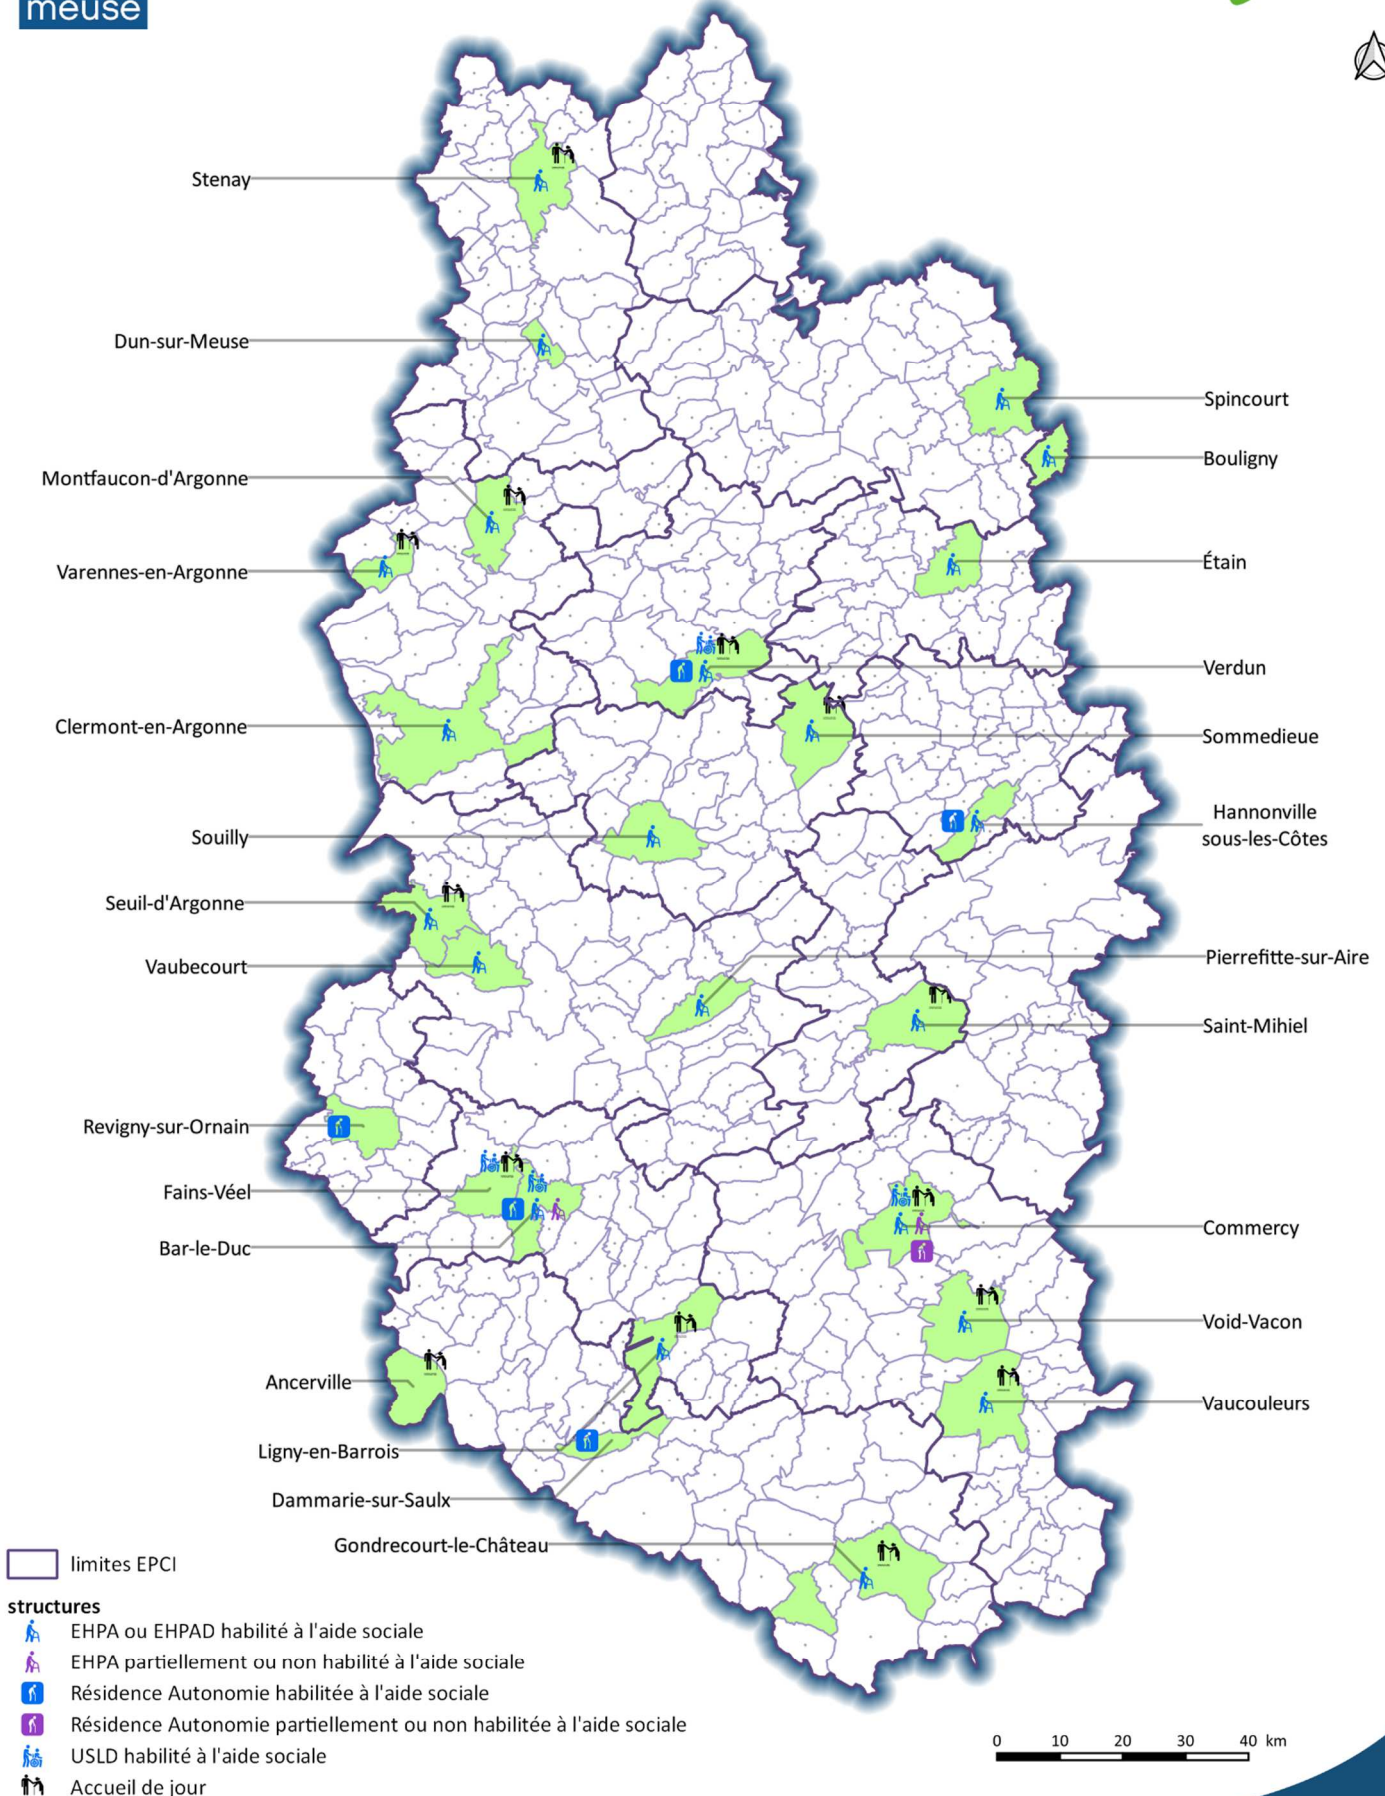 meuse
Stenay
Dun-sur-Meuse
Spincourt
Bouligny
Montfaucon-d'Argonne
Varennes-en-Argonne
Étain
Verdun
Clermont-en-Argonne
Sommedieue
Hannonville
sous-les-Côtes
Souilly
Seuil-d'Argonne
Vaubecourt
Pierrefitte-sur-Aire
Saint-Mihiel
Revigny-sur-Ornain
Fains-Véel
Commercy
Bar-le-Duc
Void-Vacon
Ancerville
Vaucouleurs
Ligny-en-Barrois
Dammarie-sur-Saulx
Gondrecourt-le-Château
limites EPCI
structures
EHPA ou EHPAD habilité à l'aide sociale
EHPA partiellement ou non habilité à l'aide sociale
Résidence Autonomie habilitée à l'aide sociale
Résidence Autonomie partiellement ou non habilitée à l'aide sociale
USLD habilité à l'aide sociale
Accueil de jour
0 10 20 30 40 km